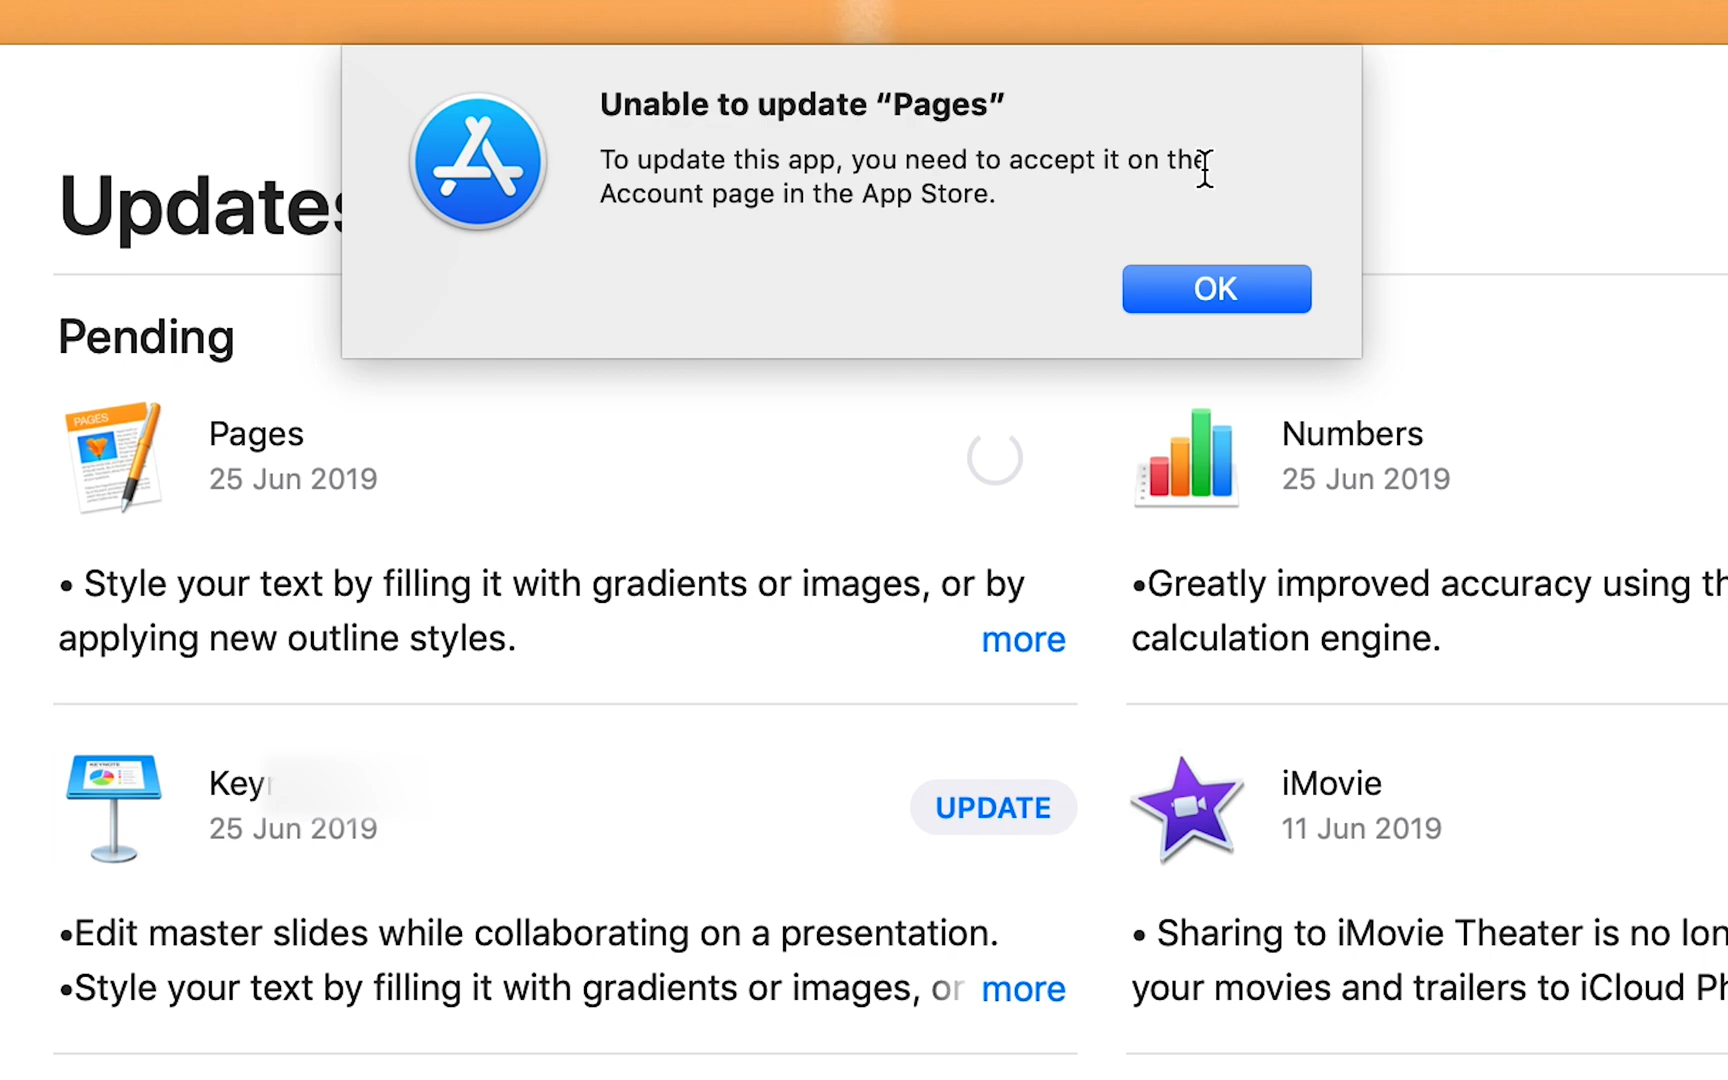 Unable to update “Pages”
To update this app, you need to accept it on the
Account page in the App Store.
OK
Updates
Pending
PAGES
Pages
25 Jun 2019
• Style your text by filling it with gradients or images, or by
applying new outline styles.
more
Numbers
25 Jun 2019
•Greatly improved accuracy using th
calculation engine.
KEYNOTE
Key
25 Jun 2019
UPDATE
•Edit master slides while collaborating on a presentation.
•Style your text by filling it with gradients or images, or
more
iMovie
11 Jun 2019
• Sharing to iMovie Theater is no lon
your movies and trailers to iCloud Ph